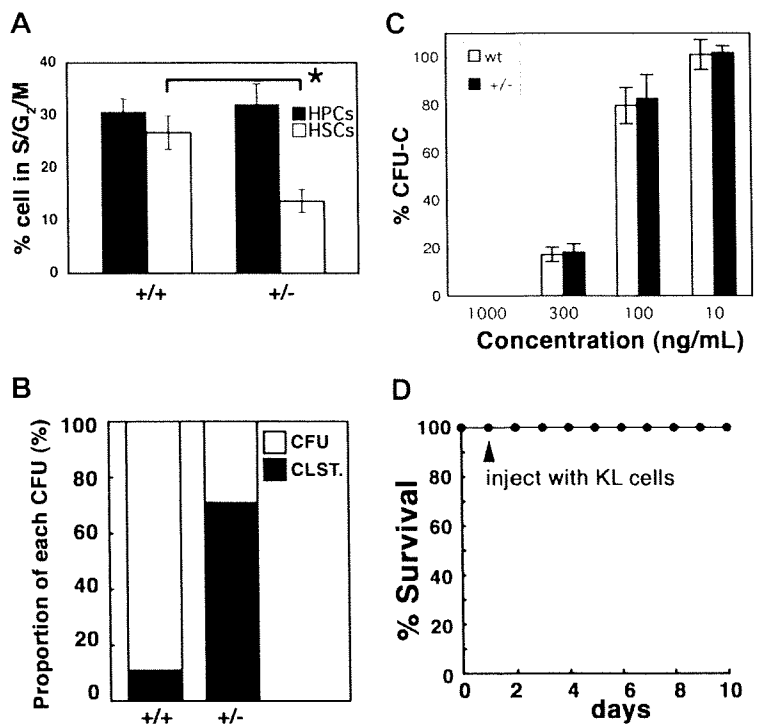 A
% cell in S/G2/M
40
30
20
10
0
*
HPCs
HSCs
+/+
+/-
B
Proportion of each CFU (%)
100
80
60
40
20
0
CFU
CLST.
+/+
+/-
C
% CFU-C
100
80
60
40
20
0
wt
+/-
1000 300 100 10
Concentration (ng/mL)
D
% Survival
100
80
60
40
20
0
inject with KL cells
0 2 4 6 8 10
days